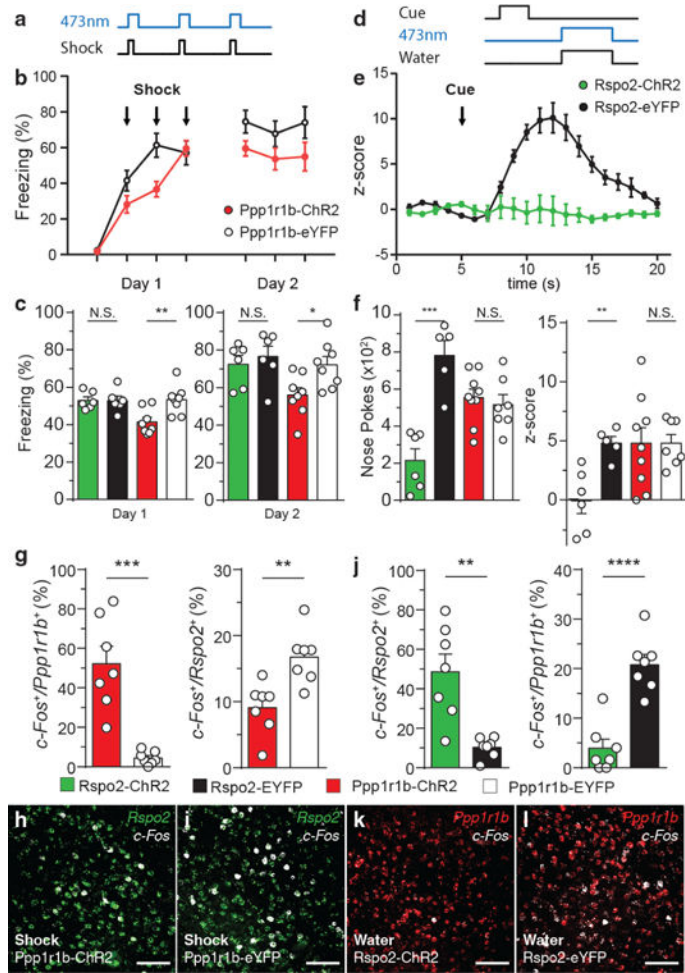 a
473nm
Shock
b
Shock
Freezing (%)
100
80
60
40
20
0
Ppp1r1b-ChR2
Ppp1r1b-eYFP
Day 1
Day 2
c
N.S.
**
N.S.
*
Freezing (%)
100
80
60
40
20
0
100
80
60
40
20
0
Day 1
Day 2
d
Cue
473nm
Water
e
Cue
Rspo2-ChR2
Rspo2-eYFP
z-score
15
10
5
0
-5
0
5
10
15
20
time (s)
f
***
N.S.
**
N.S.
Nose Pokes (x10²)
10
8
6
4
2
0
z-score
15
10
5
0
g
***
**
c-Fos⁺/Ppp1r1b⁺ (%)
100
80
60
40
20
0
c-Fos⁺/Rspo2⁺ (%)
30
20
10
0
j
**
****
c-Fos⁺/Rspo2⁺ (%)
100
80
60
40
20
0
c-Fos⁺/Ppp1r1b⁺ (%)
40
30
20
10
0
Rspo2-ChR2
Rspo2-EYFP
Ppp1r1b-ChR2
Ppp1r1b-EYFP
h
Rspo2
c-Fos
Shock
Ppp1r1b-ChR2
i
Rspo2
c-Fos
Shock
Ppp1r1b-eYFP
k
Ppp1r1b
c-Fos
Water
Rspo2-ChR2
l
Ppp1r1b
c-Fos
Water
Rspo2-eYFP